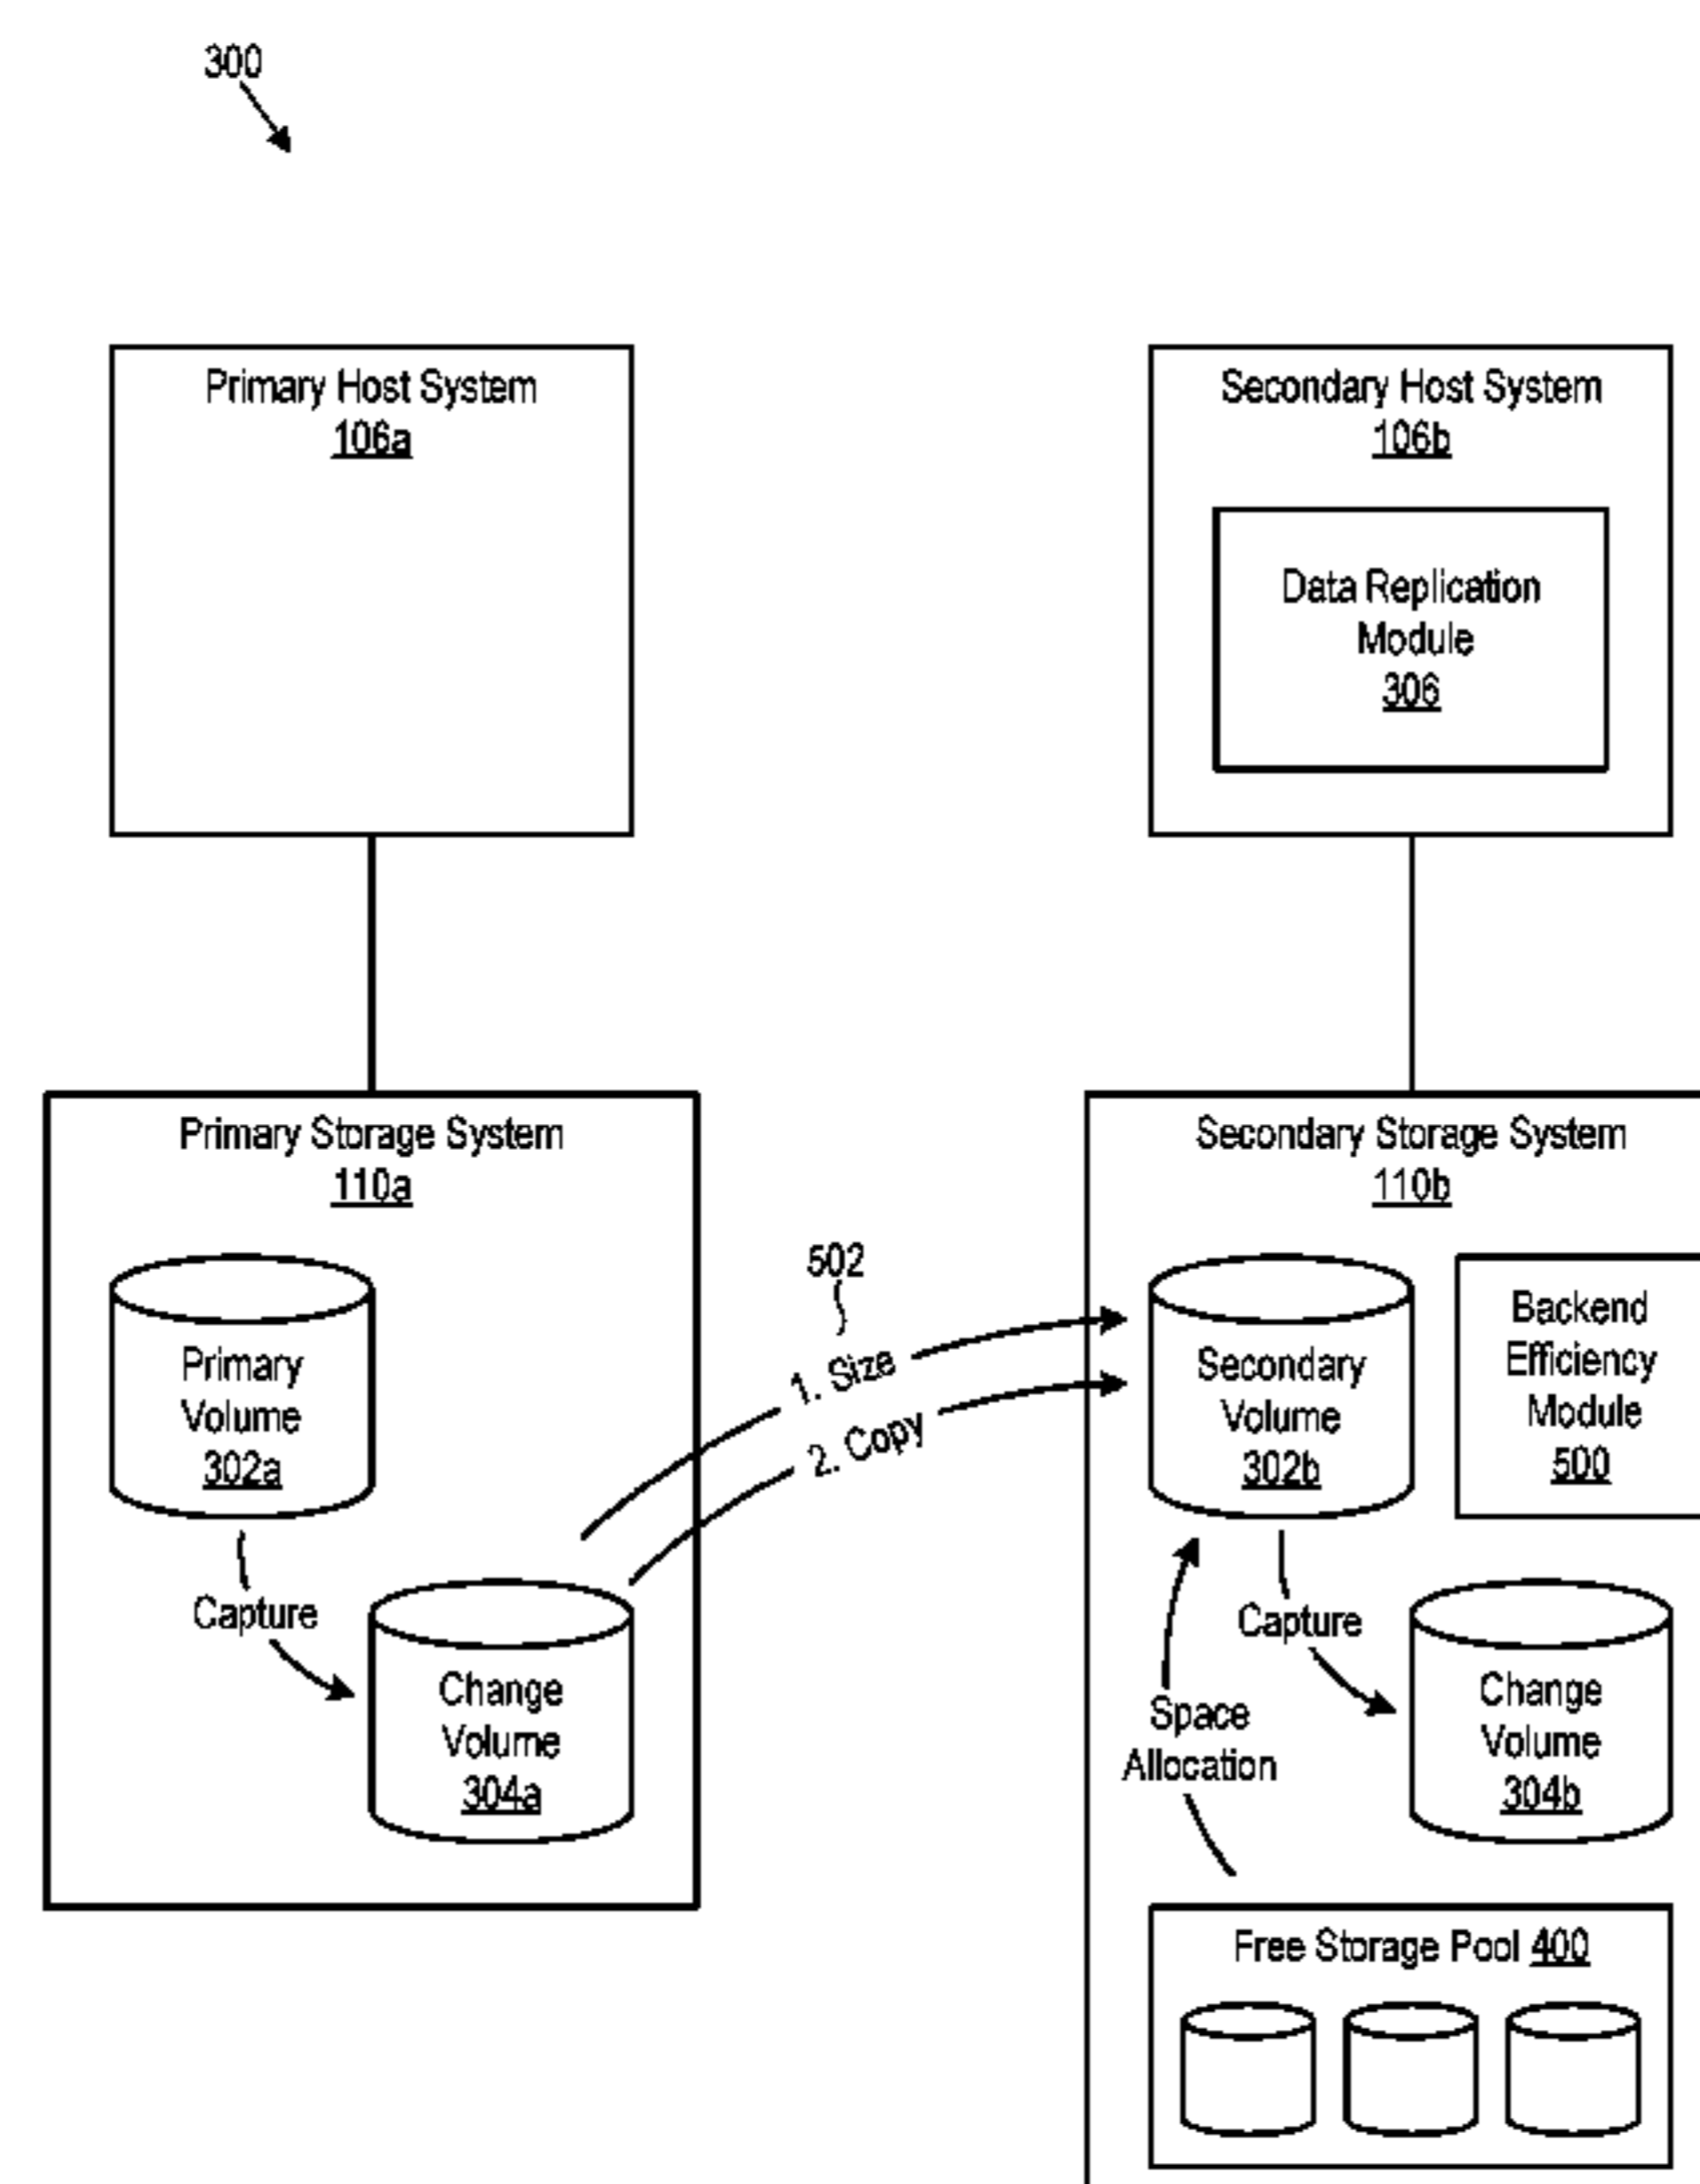 300
Primary Host System
106a
Secondary Host System
106b
Data Replication
Module
306
Primary Storage System
110a
Primary
Volume
302a
Capture
Change
Volume
304a
502
1. Size
2. Copy
Secondary Storage System
110b
Secondary
Volume
302b
Backend
Efficiency
Module
500
Capture
Space
Allocation
Change
Volume
304b
Free Storage Pool 400